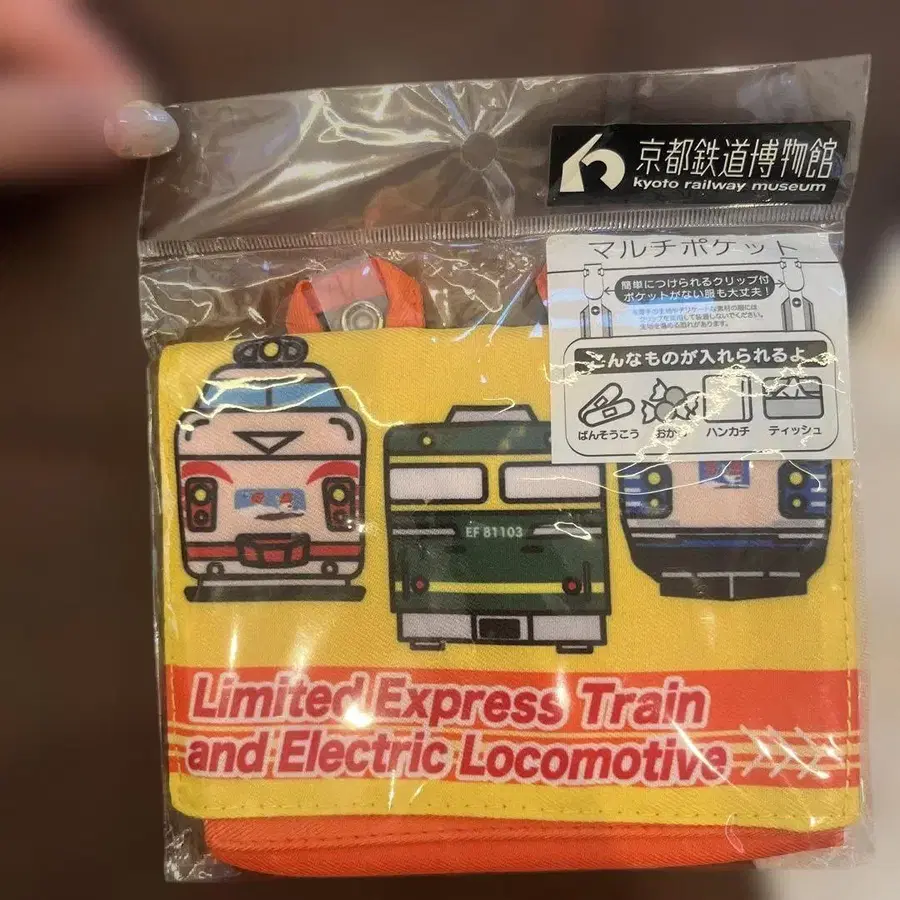 京都鉄道博物館
kyoto railway museum
マルチポケット
簡単につけられるクリップ付
ポケットがない服も大丈夫！
こんなものが入れられるよ
ばんそうこう おかし ハンカチ ティッシュ
EF 81103
Limited Express Train
and Electric Locomotive